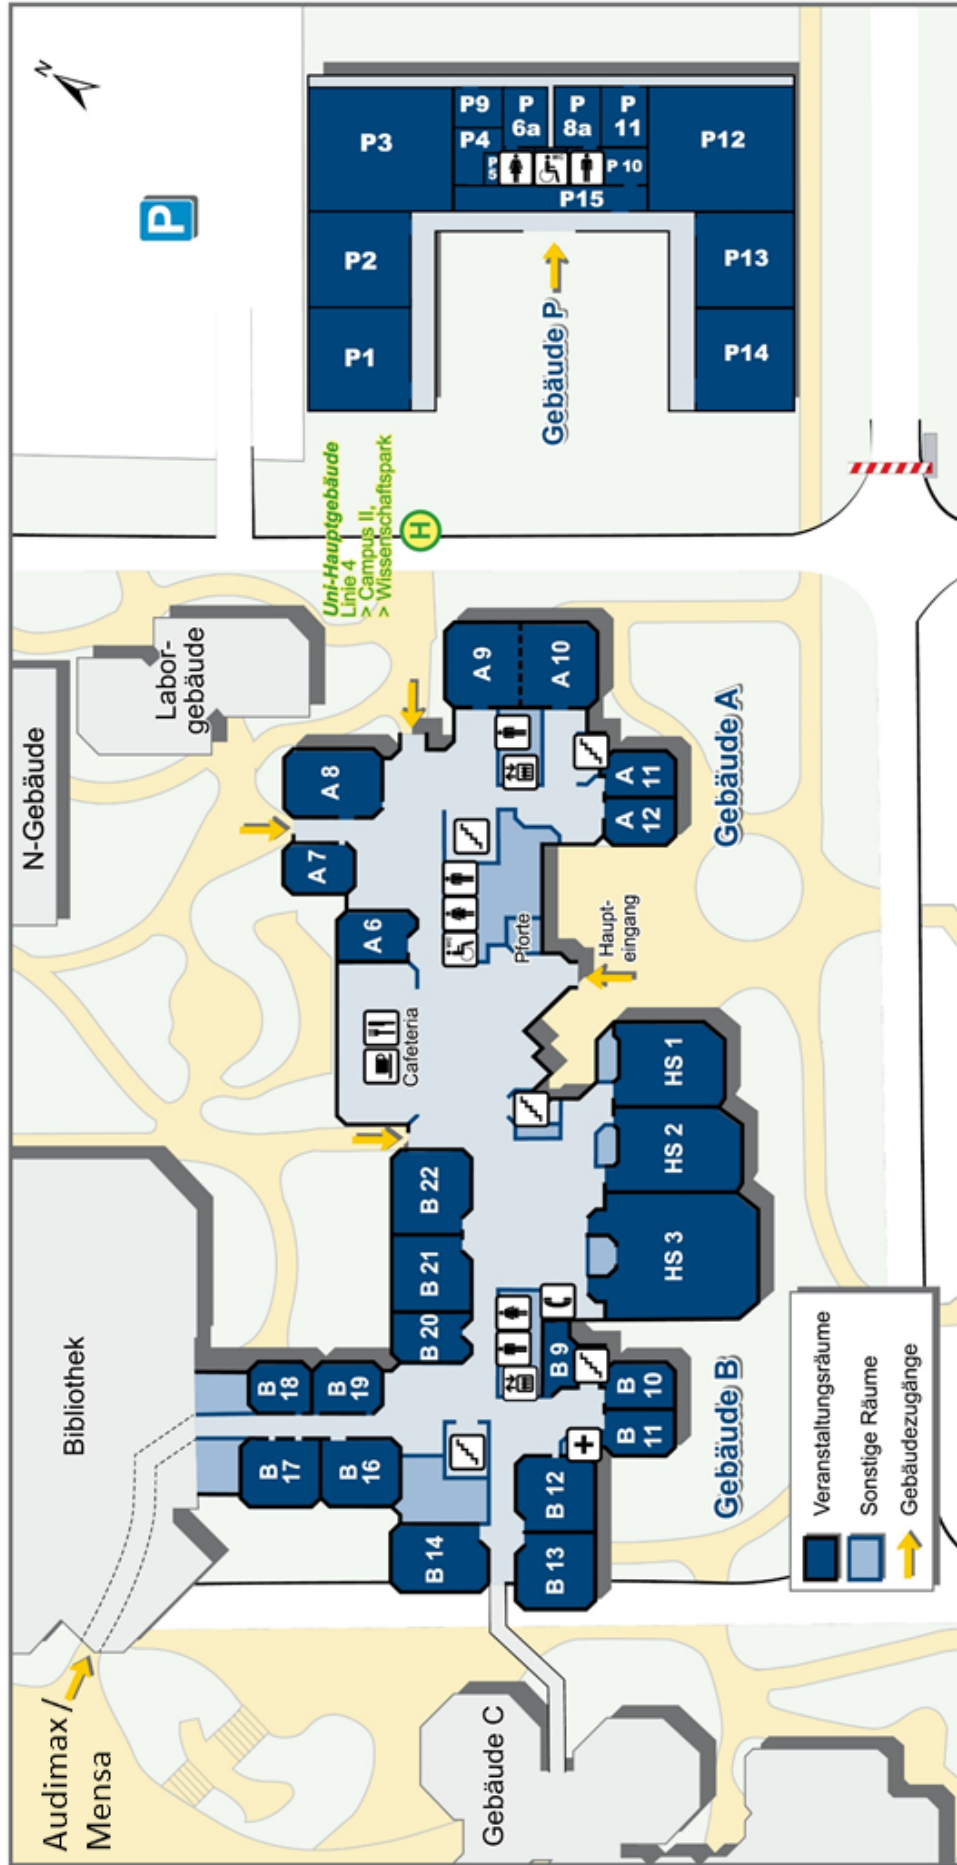 N
P
P3
P9
P4
P
5
P
6a
P
8a
P
11
P 10
P12
P15
P2
P13
P1
P14
Gebäude P
Uni-Hauptgebäude
Linie 4
> Campus II,
> Wissenschaftspark
H
N-Gebäude
Labor-
gebäude
A 8
A 7
A 6
A 9
A 10
A
11
A
12
Gebäude A
Pforte
Haupt-
eingang
Cafeteria
HS 1
HS 2
HS 3
B 22
B 21
B 20
B
18
B
19
B
17
B
16
B 14
B 9
B
10
B
11
B 12
B 13
Gebäude B
Bibliothek
Audimax /
Mensa
Gebäude C
Veranstaltungsräume
Sonstige Räume
Gebäudezugänge